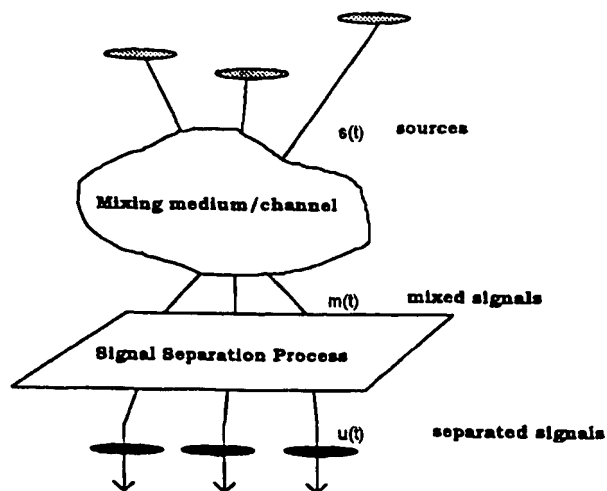 s(t) sources
Mixing medium/channel
m(t) mixed signals
Signal Separation Process
u(t) separated signals